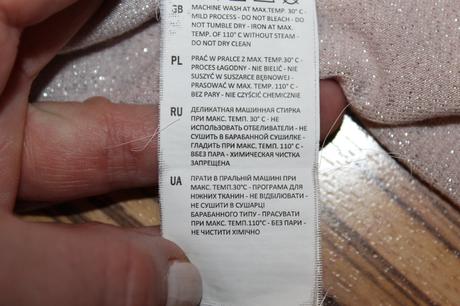 GB MACHINE WASH AT MAX.TEMP. 30° C -
MILD PROCESS - DO NOT BLEACH - DO
NOT TUMBLE DRY - IRON AT MAX.
TEMP. OF 110° C WITHOUT STEAM -
DO NOT DRY CLEAN
PL PRAĆ W PRALCE Z MAX. TEMP. 30° C -
PROCES ŁAGODNY - NIE BIELIĆ - NIE
SUSZYĆ W SUSZARCE BĘBNOWEJ -
PRASOWAĆ W MAX. TEMP. 110° C -
BEZ PARY - NIE CZYŚCIĆ CHEMICZNIE
RU ДЕЛИКАТНАЯ МАШИННАЯ СТИРКА
ПРИ МАКС. ТЕМП. 30° С - НЕ
ИСПОЛЬЗОВАТЬ ОТБЕЛИВАТЕЛИ - НЕ
СУШИТЬ В БАРАБАННОЙ СУШИЛКЕ -
ГЛАДИТЬ ПРИ МАКС. ТЕМП. 110° С
- ВБЕЗ ПАРА - ХИМИЧЕСКАЯ ЧИСТКА
ЗАПРЕЩЕНА
UA ПРАТИ В ПРАЛЬНІЙ МАШИНІ ПРИ
МАКС. ТЕМП.30°С - ПРОГРАМА ДЛЯ
НІЖНИХ ТКАНИН - НЕ ВІДБІЛЮВАТИ
- НЕ СУШИТИ В СУШАРЦІ
БАРАБАННОГО ТИПУ - ПРАСУВАТИ
ПРИ МАКС. ТЕМП.110°С - БЕЗ ПАРИ -
НЕ ЧИСТИТИ ХІМІЧНО